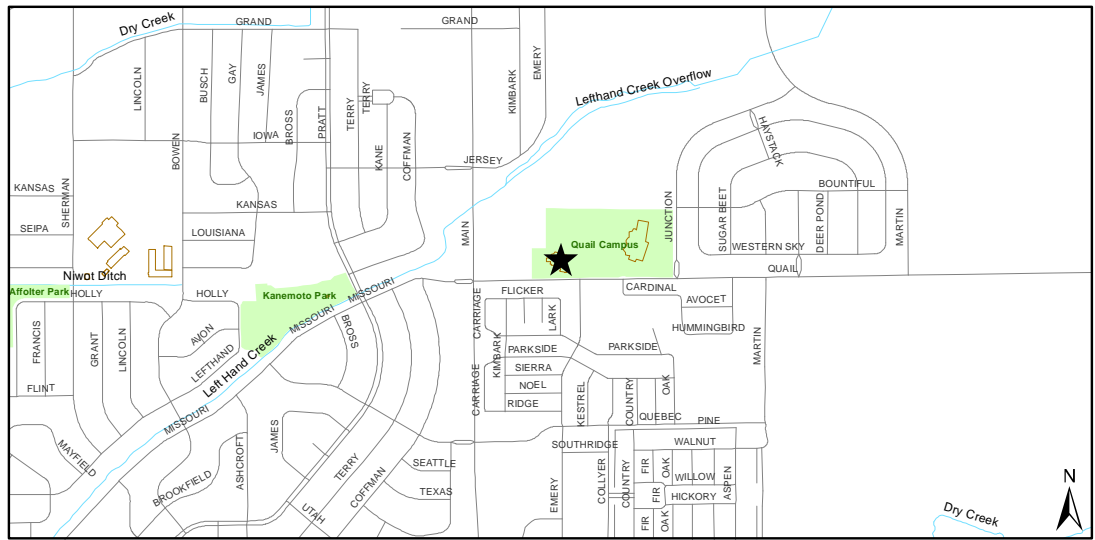 Dry Creek
GRAND
GRAND
LINCOLN
BUSCH
GAY
JAMES
BROSS
PRATT
TERRY
TERRY
KIMBARK
EMERY
Lefthand Creek Overflow
IOWA
BOWEN
KANE
COFFMAN
JERSEY
HAYSTACK
KANSAS
SHERMAN
KANSAS
BOUNTIFUL
SEIPA
LOUISIANA
MAIN
JUNCTION
SUGAR BEET
DEER POND
MARTIN
Quail Campus
WESTERN SKY
QUAIL
Niwot Ditch
Affolter Park
HOLLY
HOLLY
Kanemoto Park
MISSOURI
MISSOURI
CARRIAGE
FLICKER
LARK
CARDINAL
AVOCET
HUMMINGBIRD
MARTIN
FRANCIS
GRANT
LINCOLN
AVON
LEFTHAND
Left Hand Creek
BROSS
KIMBARK
PARKSIDE
PARKSIDE
SIERRA
NOEL
RIDGE
CARRIAGE
KESTREL
COUNTRY
OAK
FLINT
MISSOURI
QUEBEC
PINE
MAYFIELD
BROOKFIELD
ASHCROFT
JAMES
TERRY
COFFMAN
UTAH
SEATTLE
TEXAS
SOUTHRIDGE
WALNUT
EMERY
COLLYER
COUNTRY
FIR
OAK
WILLOW
FIR
HICKORY
ASPEN
FIR
OAK
Dry Creek
N